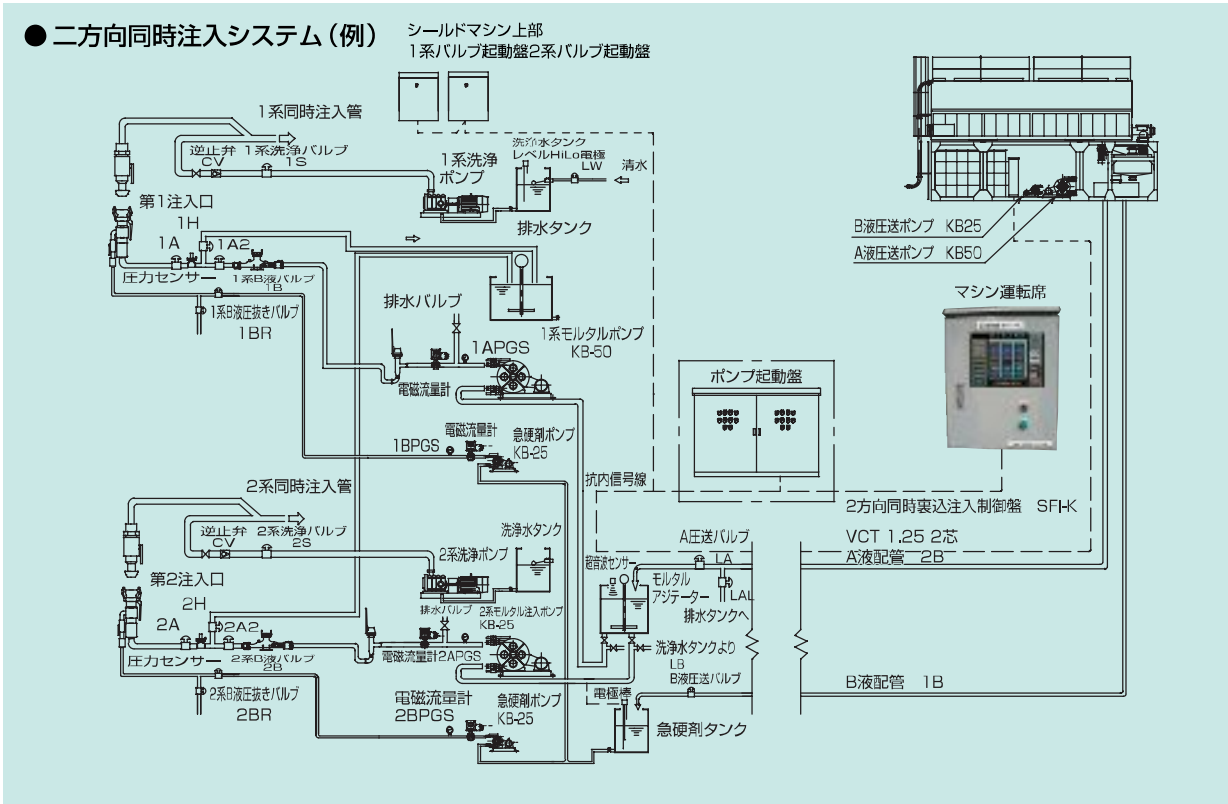 ●二方向同時注入システム（例）
シールドマシン上部
1系バルブ起動盤2系バルブ起動盤
1系同時注入管
逆止弁 1系洗浄バルブ
CV 1S
1系洗浄
ポンプ
洗浄水タンク
レベルHiLo電極
LW
清水
排水タンク
第1注入口
1H
1A
1A2
圧力センサー
1系B液バルブ
1B
1系B液圧抜きバルブ
1BR
排水バルブ
1系モルタルポンプ
KB-50
1APGS
電磁流量計
B液圧送ポンプ KB25
A液圧送ポンプ KB50
マシン運転席
ポンプ起動盤
電磁流量計
1BPGS
急硬剤ポンプ
KB-25
抗内信号線
2方向同時裏込注入制御盤 SFI-K
2系同時注入管
逆止弁 2系洗浄バルブ
CV 2S
2系洗浄ポンプ
洗浄水タンク
A圧送バルブ
LA
VCT 1.25 2芯
A液配管 2B
超音波センサー
モルタル
アジテーター
LAL
排水タンクへ
第2注入口
2H
2A
2A2
圧力センサー
2系B液バルブ
2B
排水バルブ
2系モルタル注入ポンプ
KB-25
電磁流量計2APGS
洗浄水タンクより
LB
B液圧送バルブ
B液配管 1B
2系B液圧抜きバルブ
2BR
電磁流量計
2BPGS
急硬剤ポンプ
KB-25
電極棒
急硬剤タンク